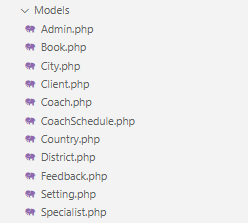 Models
Admin.php
Book.php
City.php
Client.php
Coach.php
CoachSchedule.php
Country.php
District.php
Feedback.php
Setting.php
Specialist.php